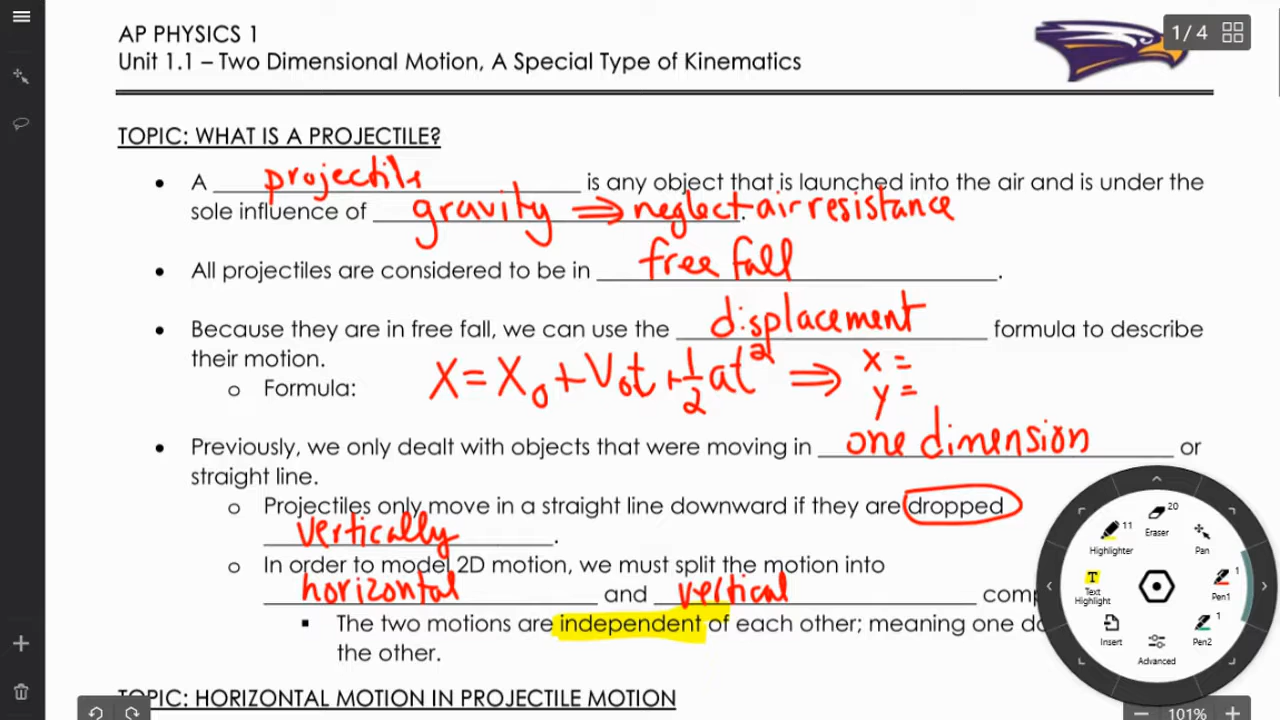 AP PHYSICS 1
1 / 4
Unit 1.1 – Two Dimensional Motion, A Special Type of Kinematics
TOPIC: WHAT IS A PROJECTILE?
• A projectile is any object that is launched into the air and is under the
sole influence of gravity ⇒ neglect air resistance.
• All projectiles are considered to be in free fall.
• Because they are in free fall, we can use the displacement formula to describe
their motion.
o Formula: X = X₀ + V₀t + ½at² ⇒ x =
y =
• Previously, we only dealt with objects that were moving in one dimension or
straight line.
o Projectiles only move in a straight line downward if they are dropped
vertically.
o In order to model 2D motion, we must split the motion into
horizontal and vertical comp
▪ The two motions are independent of each other; meaning one do
the other.
TOPIC: HORIZONTAL MOTION IN PROJECTILE MOTION
11
Highlighter
20
Eraser
Pan
Text Highlight
1
Pen1
Insert
1
Pen2
Advanced
101%